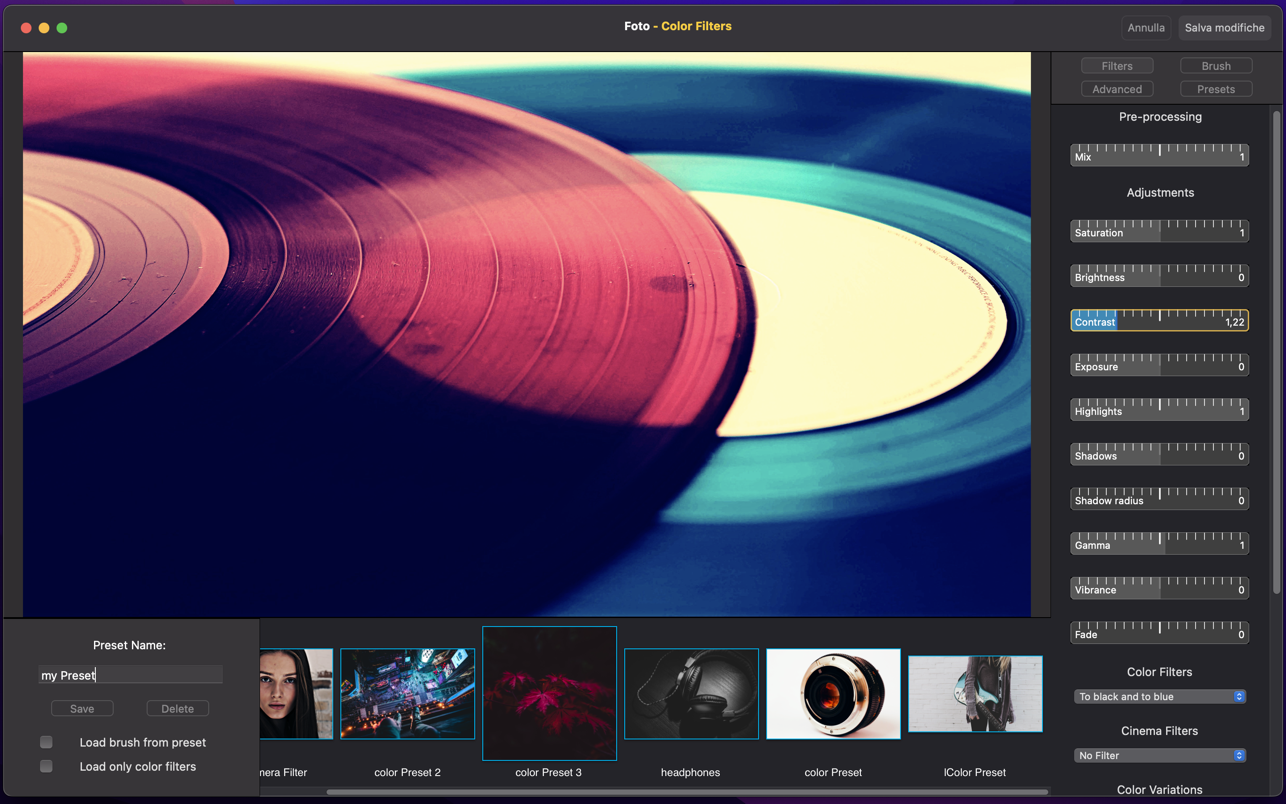 Foto - Color Filters
Annulla
Salva modifiche
Filters
Brush
Advanced
Presets
Pre-processing
Mix 1
Adjustments
Saturation 1
Brightness 0
Contrast 1,22
Exposure 0
Highlights 1
Shadows 0
Shadow radius 0
Gamma 1
Vibrance 0
Fade 0
Color Filters
To black and to blue
Cinema Filters
No Filter
Color Variations
Preset Name:
my Preset
Save
Delete
Load brush from preset
Load only color filters
nera Filter
color Preset 2
color Preset 3
headphones
color Preset
lColor Preset